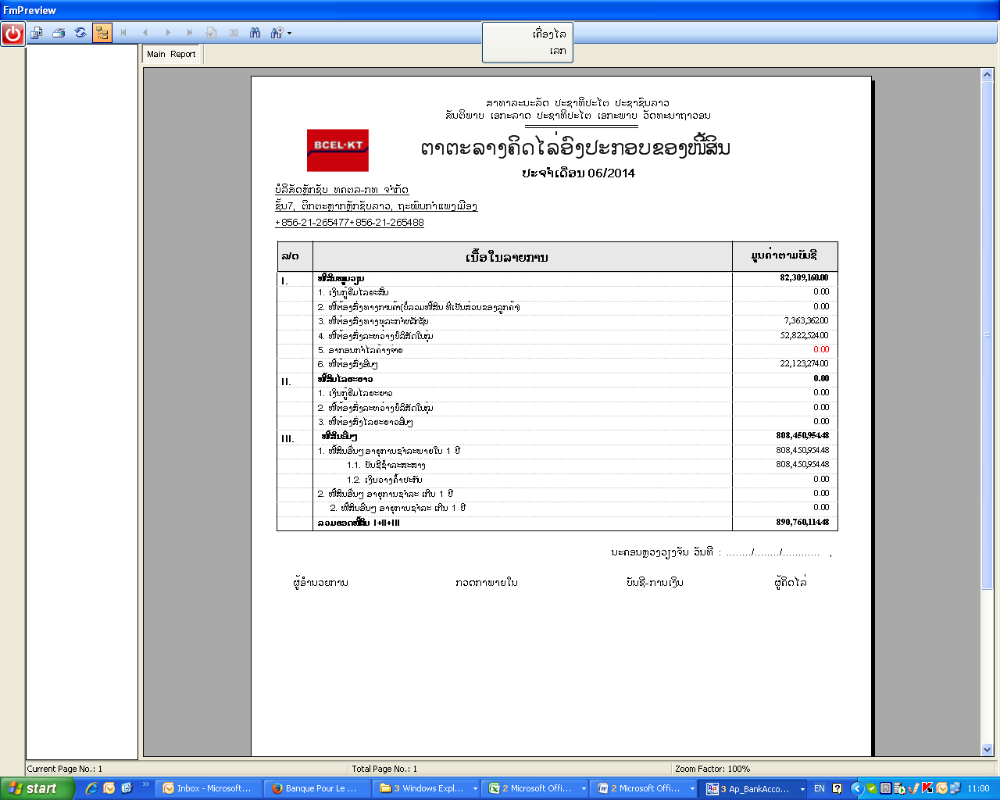 FmPreview
ເຄື່ອງໄລ
ເລກ
Main Report
ສາທາລະນະລັດ ປະຊາທິປະໄຕ ປະຊາຊົນລາວ
ສັນຕິພາບ ເອກະລາດ ປະຊາທິປະໄຕ ເອກະພາບ ວັດທະນາຖາວອນ
BCEL-KT
ຕາຕະລາງຄິດໄລ່ອົງປະກອບຂອງໜີ້ສິນ
ປະຈຳເດືອນ 06/2014
ບໍລິສັດຫຼັກຊັບ ທຄຕລ-ກທ ຈຳກັດ
ຊັ້ນ7, ຕຶກຕະຫຼາກຫຼັກຊັບລາວ, ຖະໜົນກຳແພງເມືອງ
+856-21-265477+856-21-265488
ລ/ດ ເນື້ອໃນລາຍການ ມູນຄ່າຕາມບັນຊີ
I. ໜີ້ສິນໝູນວຽນ 82,309,160.00
1. ເງິນກູ້ຢືມໄລຍະສັ້ນ 0.00
2. ໜີ້ຕ້ອງສົ່ງທາງການຄ້າ(ບໍ່ລວມໜີ້ສິນ ທີ່ເປັນສ່ວນຂອງລູກຄ້າ) 0.00
3. ໜີ້ຕ້ອງສົ່ງທາງທຸລະກຳຫລັກຊັບ 7,363,362.00
4. ໜີ້ຕ້ອງສົ່ງລະຫວ່າງບໍລິສັດໃນກຸ່ມ 52,822,524.00
5. ອາກອນກຳໄລຄ້າງຈ່າຍ 0.00
6. ໜີ້ຕ້ອງສົ່ງອື່ນໆ 22,123,274.00
II. ໜີ້ສິນໄລຍະຍາວ 0.00
1. ເງິນກູ້ຢືມໄລຍະຍາວ 0.00
2. ໜີ້ຕ້ອງສົ່ງລະຫວ່າງບໍລິສັດໃນກຸ່ມ 0.00
3. ໜີ້ຕ້ອງສົ່ງໄລຍະຍາວອື່ນໆ 0.00
III. ໜີ້ສິນອື່ນໆ 808,450,954.48
1. ໜີ້ສິນອື່ນໆ ອາຍຸການຊຳລະພາຍໃນ 1 ປີ 808,450,954.48
1.1. ບັນຊີຊຳລະສະສາງ 808,450,954.48
1.2. ເງິນວາງຄ້ຳປະກັນ 0.00
2. ໜີ້ສິນອື່ນໆ ອາຍຸການຊຳລະ ເກີນ 1 ປີ 0.00
2. ໜີ້ສິນອື່ນໆ ອາຍຸການຊຳລະ ເກີນ 1 ປີ 0.00
ລວມຍອດໜີ້ສິນ I+II+III 890,760,114.48
ນະຄອນຫຼວງວຽງຈັນ ວັນທີ : ......../......../............ ,
ຜູ້ອຳນວຍການ ກວດກາພາຍໃນ ບັນຊີ-ການເງິນ ຜູ້ຄິດໄລ່
Current Page No.: 1 Total Page No.: 1 Zoom Factor: 100%
start Inbox - Microsoft... Banque Pour Le ... 3 Windows Expl... 2 Microsoft Offi... 2 Microsoft Offi... 3 Ap_BankAcco... EN 11:00